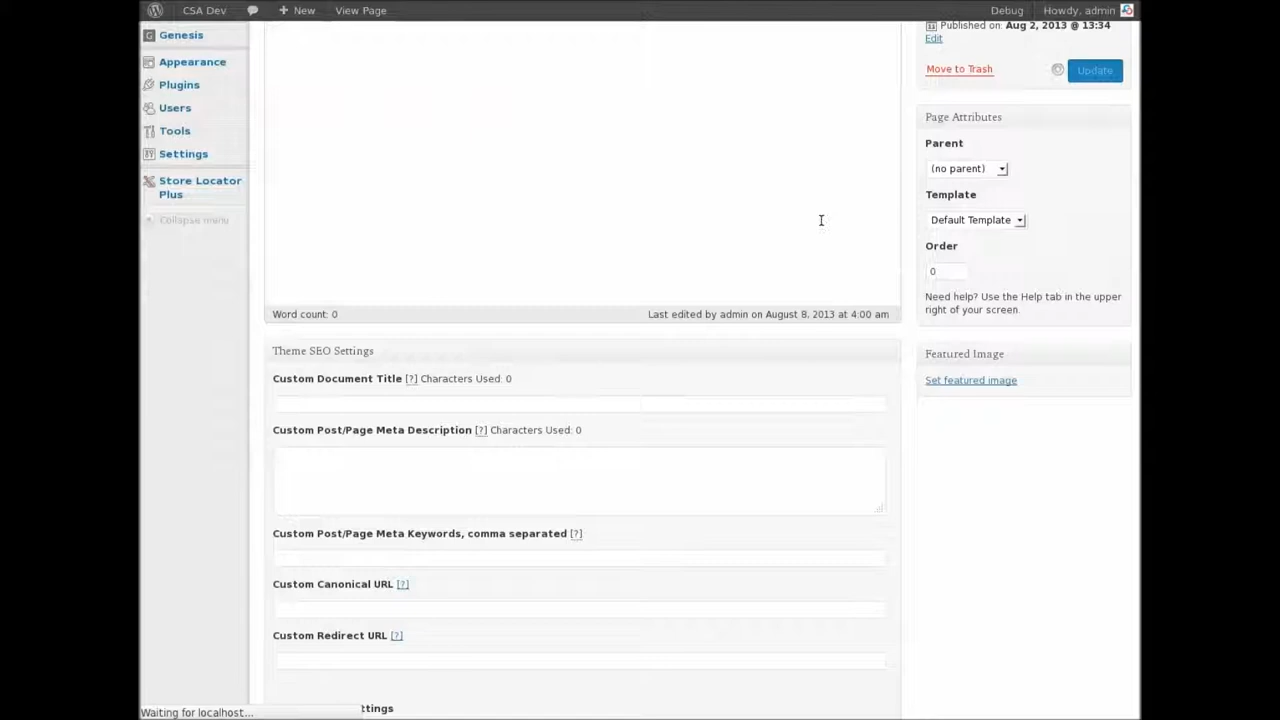 CSA Dev
New
View Page
Debug
Howdy, admin
Genesis
Appearance
Plugins
Users
Tools
Settings
Store Locator
Plus
Collapse menu
Word count: 0
Last edited by admin on August 8, 2013 at 4:00 am
Theme SEO Settings
Custom Document Title [?] Characters Used: 0
Custom Post/Page Meta Description [?] Characters Used: 0
Custom Post/Page Meta Keywords, comma separated [?]
Custom Canonical URL [?]
Custom Redirect URL [?]
ttings
Published on: Aug 2, 2013 @ 13:34
Edit
Move to Trash
Update
Page Attributes
Parent
(no parent)
Template
Default Template
Order
0
Need help? Use the Help tab in the upper
right of your screen.
Featured Image
Set featured image
Waiting for localhost...